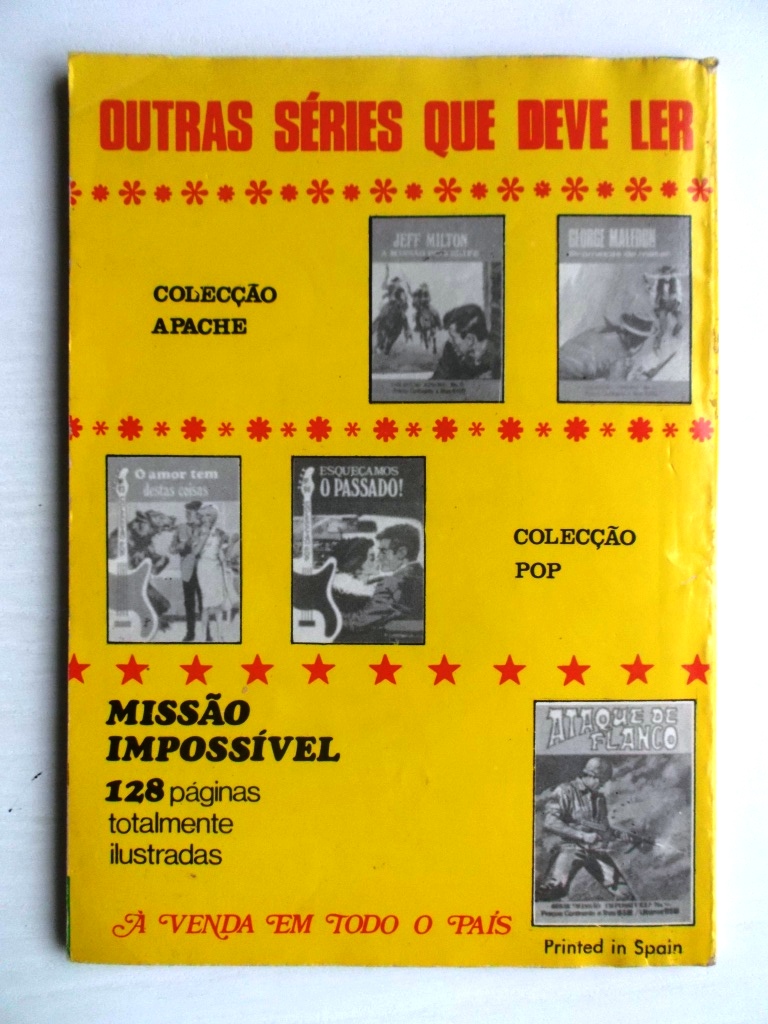 OUTRAS SÉRIES QUE DEVE LER
COLECÇÃO
APACHE
JEFF MILTON
GEORGE MALEDON
O amor tem
destas coisas
ESQUEÇAMOS
O PASSADO!
COLECÇÃO
POP
MISSÃO
IMPOSSÍVEL
128 páginas
totalmente
ilustradas
ATAQUE DE
FLANCO
À VENDA EM TODO O PAÍS
Printed in Spain